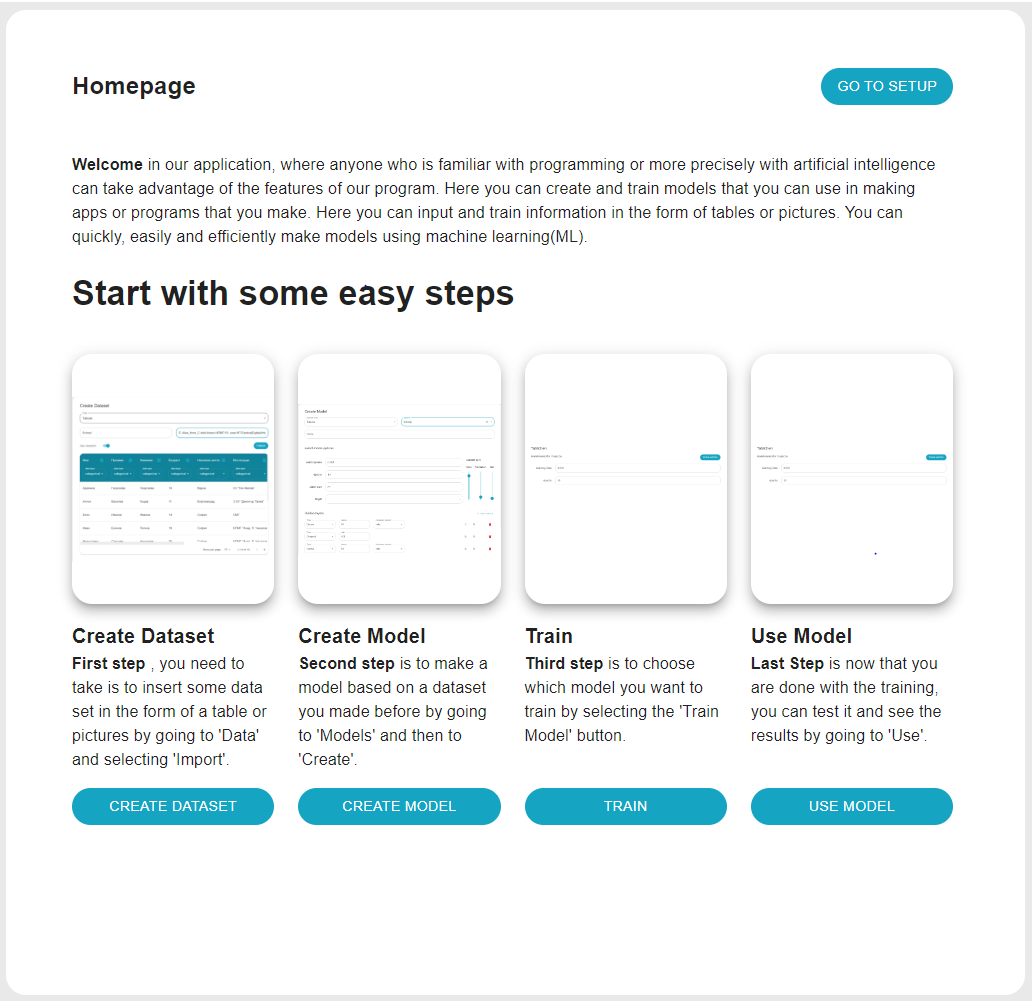 Homepage
GO TO SETUP
Welcome in our application, where anyone who is familiar with programming or more precisely with artificial intelligence
can take advantage of the features of our program. Here you can create and train models that you can use in making
apps or programs that you make. Here you can input and train information in the form of tables or pictures. You can
quickly, easily and efficiently make models using machine learning(ML).
Start with some easy steps
Create Dataset
Create Model
Create Dataset
First step , you need to
take is to insert some data
set in the form of a table or
pictures by going to 'Data'
and selecting 'Import'.
CREATE DATASET
Create Model
Second step is to make a
model based on a dataset
you made before by going
to 'Models' and then to
'Create'.
CREATE MODEL
Train
Third step is to choose
which model you want to
train by selecting the 'Train
Model' button.
TRAIN
Use Model
Last Step is now that you
are done with the training,
you can test it and see the
results by going to 'Use'.
USE MODEL